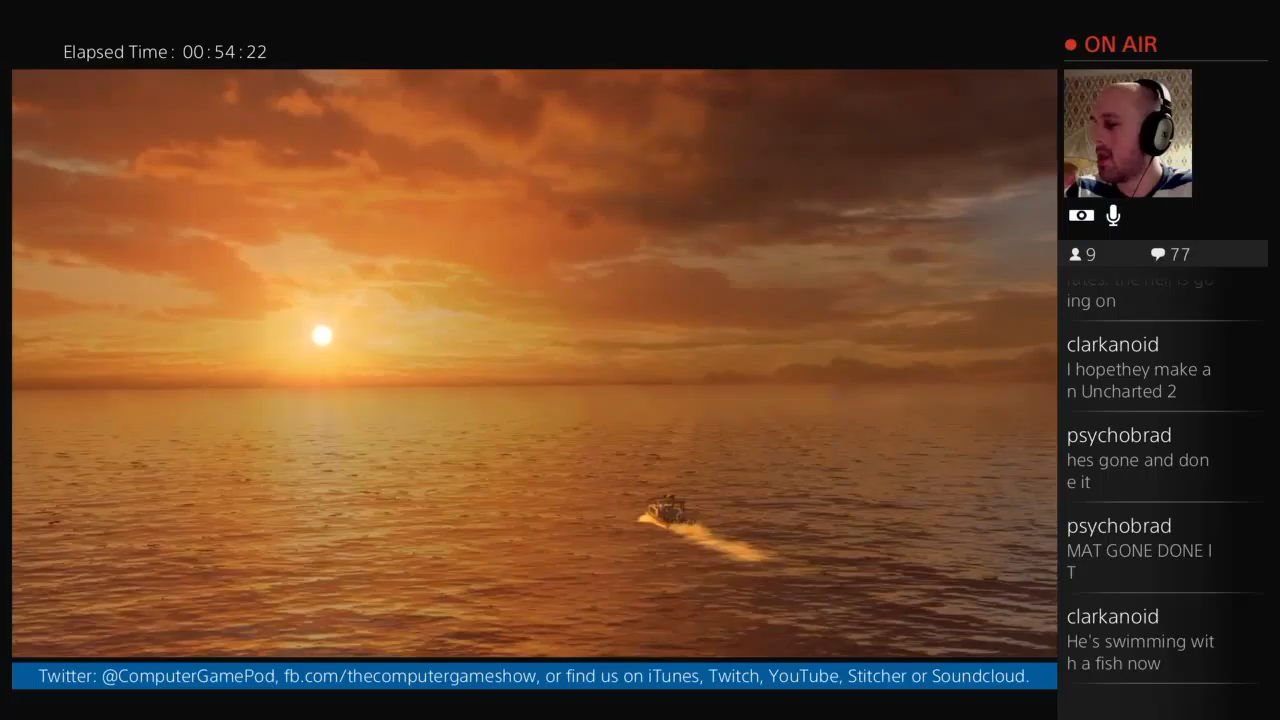 Elapsed Time: 00:54:22
ON AIR
9 77
ing on
clarkanoid
I hopethey make a
n Uncharted 2
psychobrad
hes gone and don
e it
psychobrad
MAT GONE DONE I
T
clarkanoid
He's swimming wit
h a fish now
Twitter: @ComputerGamePod, fb.com/thecomputergameshow, or find us on iTunes, Twitch, YouTube, Stitcher or Soundcloud.